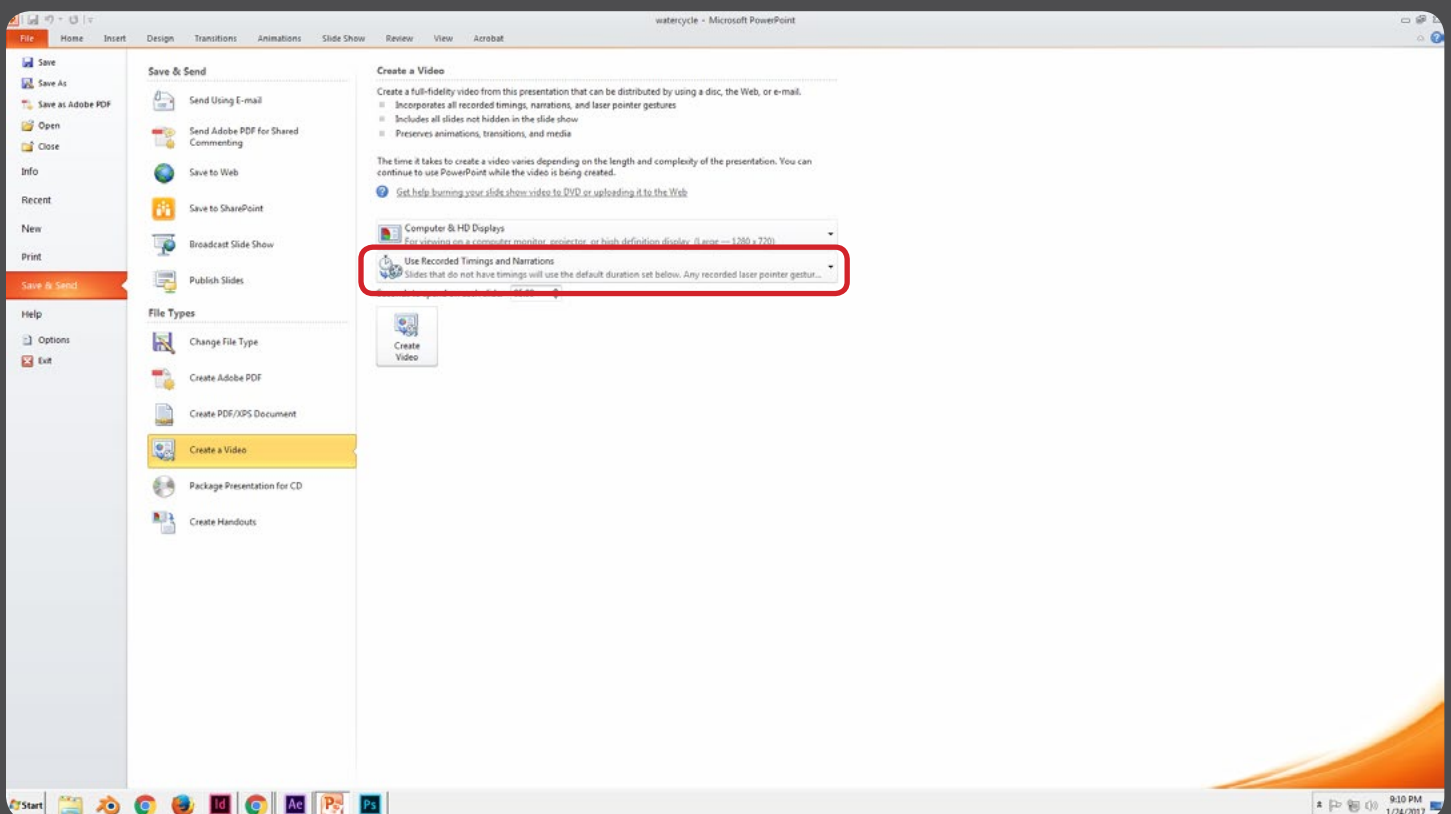 watercycle - Microsoft PowerPoint
File Home Insert Design Transitions Animations Slide Show Review View Acrobat
Save
Save As
Save as Adobe PDF
Open
Close
Info
Recent
New
Print
Save & Send
Help
Options
Exit
Save & Send
Send Using E-mail
Send Adobe PDF for Shared
Commenting
Save to Web
Save to SharePoint
Broadcast Slide Show
Publish Slides
File Types
Change File Type
Create Adobe PDF
Create PDF/XPS Document
Create a Video
Package Presentation for CD
Create Handouts
Create a Video
Create a full-fidelity video from this presentation that can be distributed by using a disc, the Web, or e-mail.
Incorporates all recorded timings, narrations, and laser pointer gestures
Includes all slides not hidden in the slide show
Preserves animations, transitions, and media
The time it takes to create a video varies depending on the length and complexity of the presentation. You can
continue to use PowerPoint while the video is being created.
Get help burning your slide show video to DVD or uploading it to the Web
Computer & HD Displays
For viewing on a computer monitor, projector, or high definition display (Large — 1280 x 720)
Use Recorded Timings and Narrations
Slides that do not have timings will use the default duration set below. Any recorded laser pointer gestur...
Create
Video
Start Id Ae P Ps
9:10 PM
1/24/2017